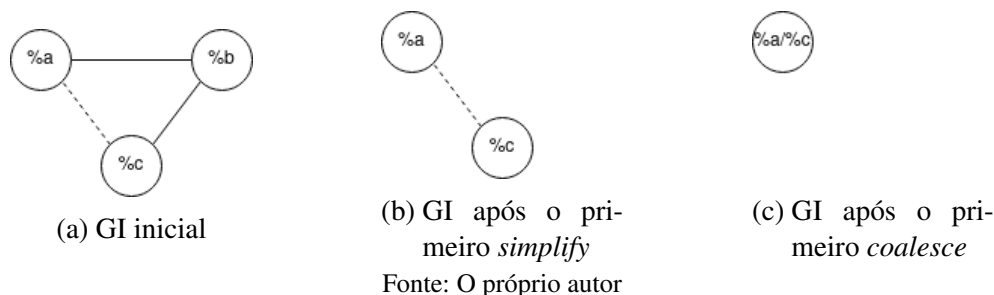 %a
%b
%c
(a) GI inicial
%a
%c
(b) GI após o pri-
meiro simplify
%a/%c
(c) GI após o pri-
meiro coalesce
Fonte: O próprio autor